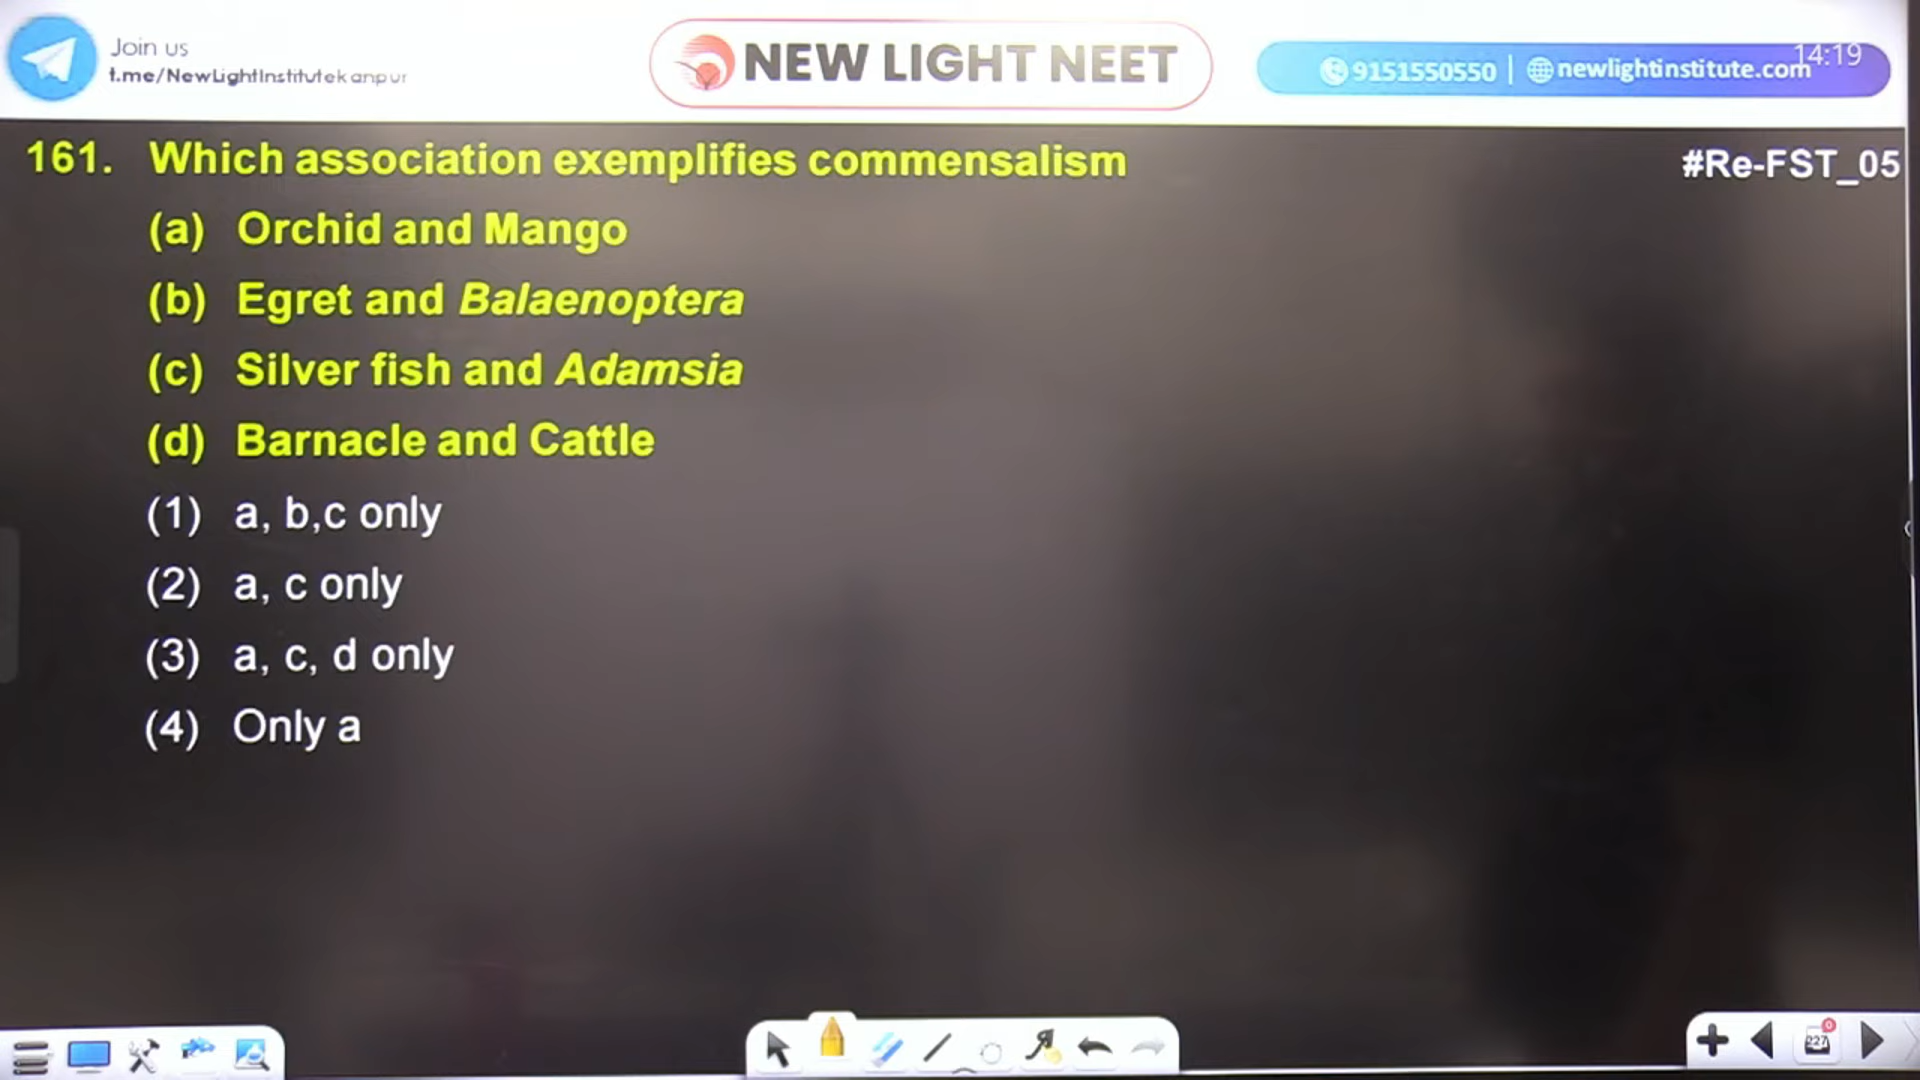 Join us
t.me/NewLightInstitutekanpur
NEW LIGHT NEET
9151550550 | newlightinstitute.com
14:19
161. Which association exemplifies commensalism
#Re-FST_05
(a) Orchid and Mango
(b) Egret and Balaenoptera
(c) Silver fish and Adamsia
(d) Barnacle and Cattle
(1) a, b,c only
(2) a, c only
(3) a, c, d only
(4) Only a
0
227